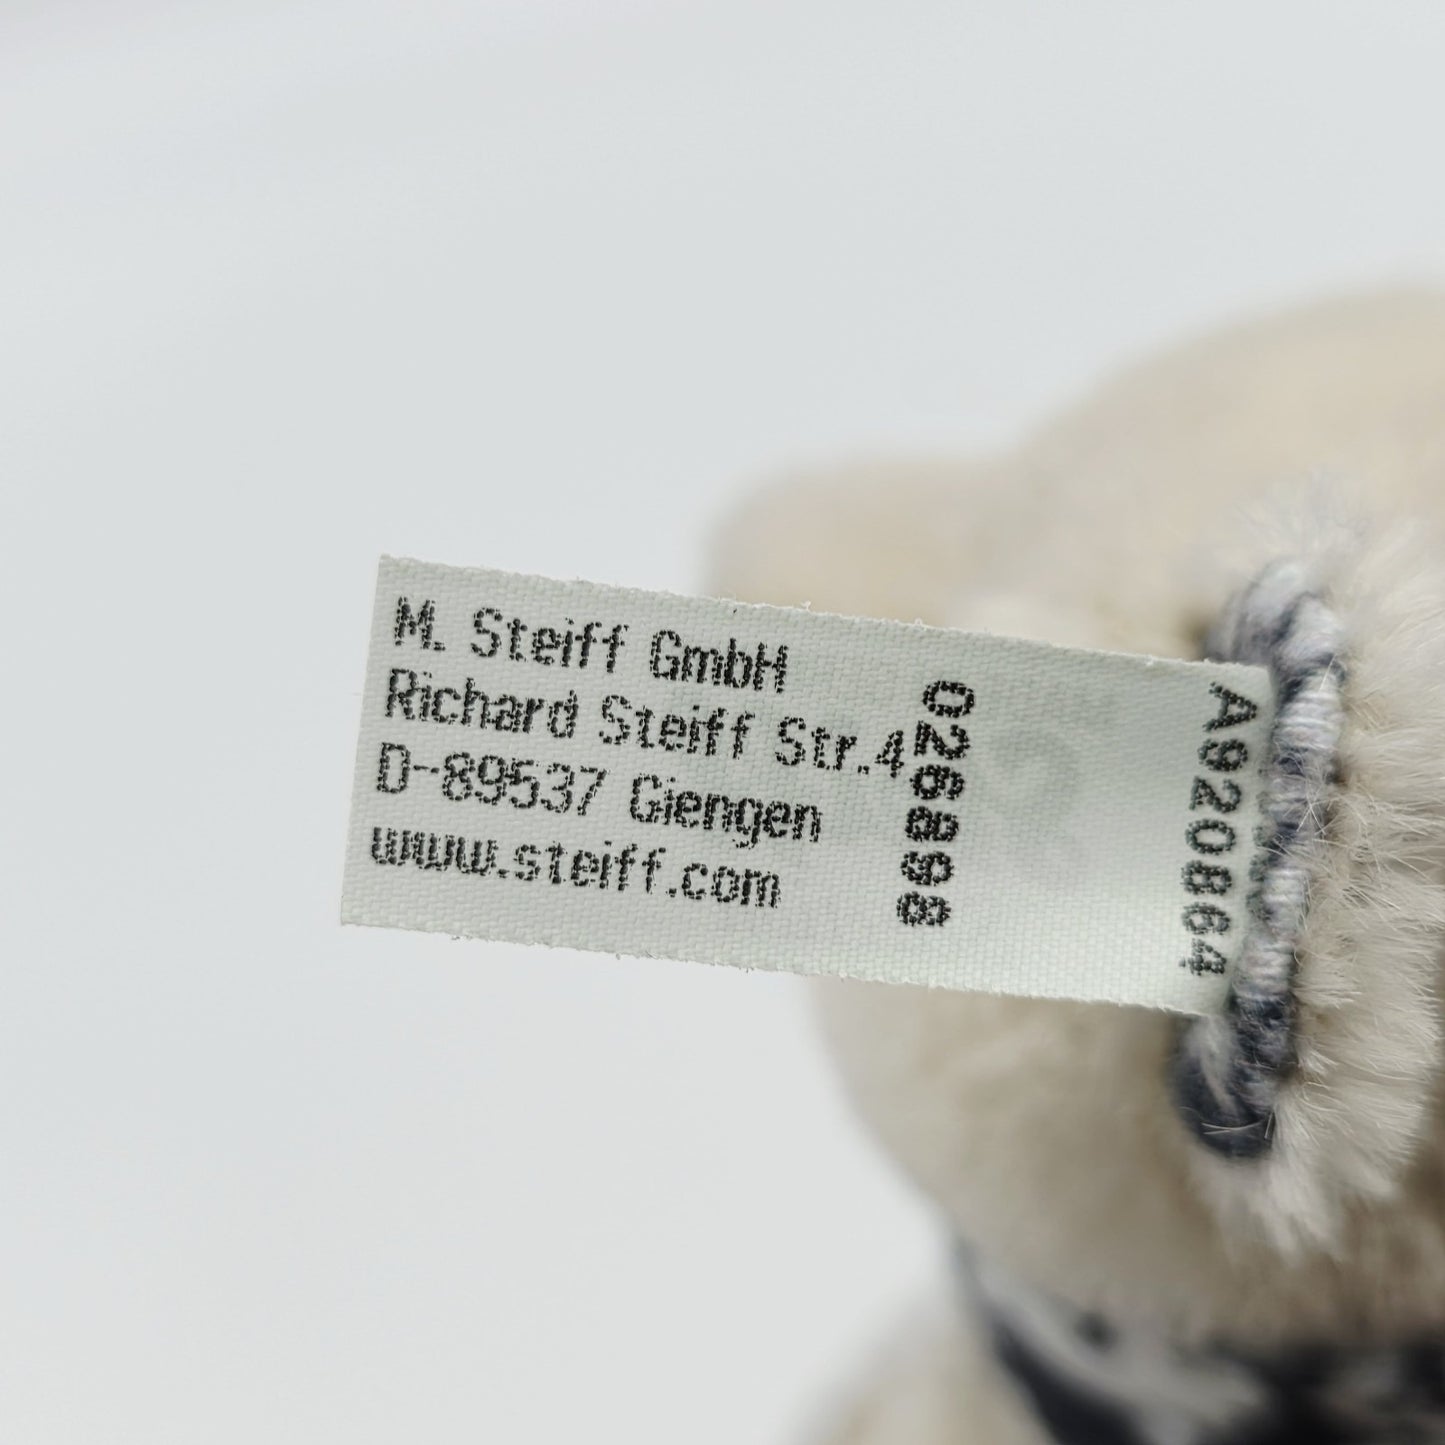 M. Steiff GmbH
Richard Steiff Str.4
D-89537 Giengen
www.steiff.com
026898
A920864